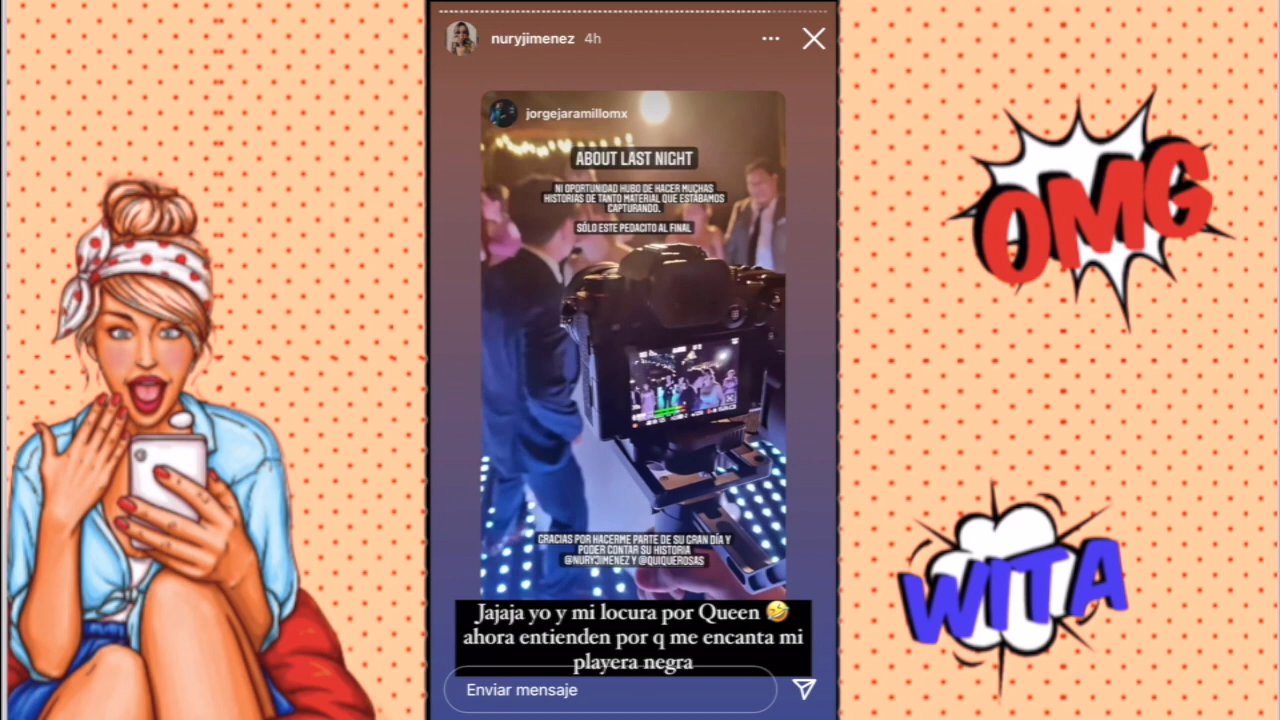 nuryjimenez 4h
jorgejaramillomx
ABOUT LAST NIGHT
NI OPORTUNIDAD HUBO DE HACER MUCHAS
HISTORIAS DE TANTO MATERIAL QUE ESTÁBAMOS
CAPTURANDO.
SÓLO ESTE PEDACITO AL FINAL
GRACIAS POR HACERME PARTE DE SU GRAN DÍA Y
PODER CONTAR SU HISTORIA
@NURYJIMENEZ Y @QUIQUEROSAS
Jajaja yo y mi locura por Queen 🤣
ahora entienden por q me encanta mi
playera negra
Enviar mensaje
OMG
WITA